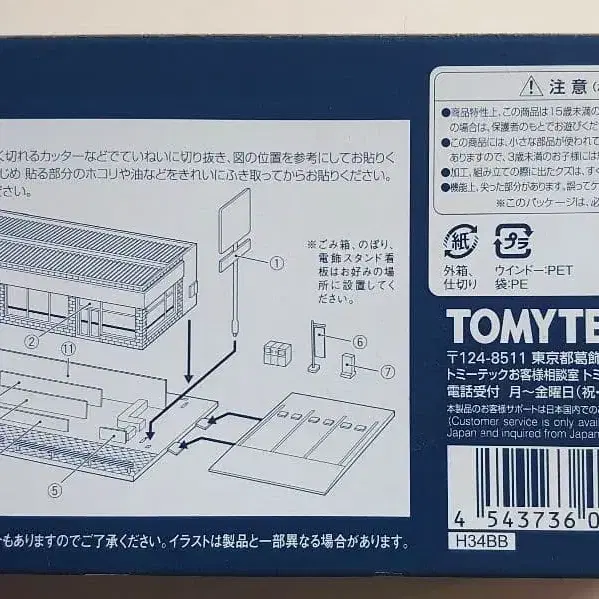 く切れるカッターなどでていねいに切り抜き、図の位置を参考にしてお貼りく
じめ 貼る部分のホコリや油などをきれいにふき取ってからお貼りください。
さい。
※ごみ箱、のぼり、
電飾スタンド看
板はお好みの場
所に設置してく
ださい。
①
②
⑪
⑥
⑦
⑤
もありますのでご了承ください。イラストは製品と一部異なる場合があります。
注意
●商品特性上、この商品は15歳未満の
の場合は、保護者のもとでお遊びくだ
●この商品には、小さな部品が使われて
ありますので、3歳未満のお子様には
●加工、組み立ての際に出たクズは、す
●機能上、尖った部分があります。誤ってケ
※このパッケージは、必
紙
プラ
外箱、
仕切り
ウインドー:PET
袋:PE
TOMYTE
〒124-8511 東京都葛飾
トミーテックお客様相談室 トミ
電話受付 月~金曜日(祝・
本製品のお客様サポートは日本国内での
(Customer service is only avai
Japan and inquired from Japan
4 543736 0
H34BB